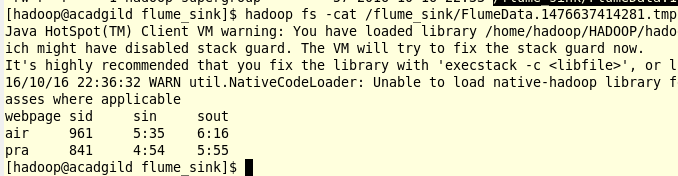 [hadoop@acadgild flume_sink]$ hadoop fs -cat /flume_sink/FlumeData.1476637414281.tmp
Java HotSpot(TM) Client VM warning: You have loaded library /home/hadoop/HADOOP/hado
ich might have disabled stack guard. The VM will try to fix the stack guard now.
It's highly recommended that you fix the library with 'execstack -c <libfile>', or l
16/10/16 22:36:32 WARN util.NativeCodeLoader: Unable to load native-hadoop library f
asses where applicable
webpage sid sin sout
air 961 5:35 6:16
pra 841 4:54 5:55
[hadoop@acadgild flume_sink]$